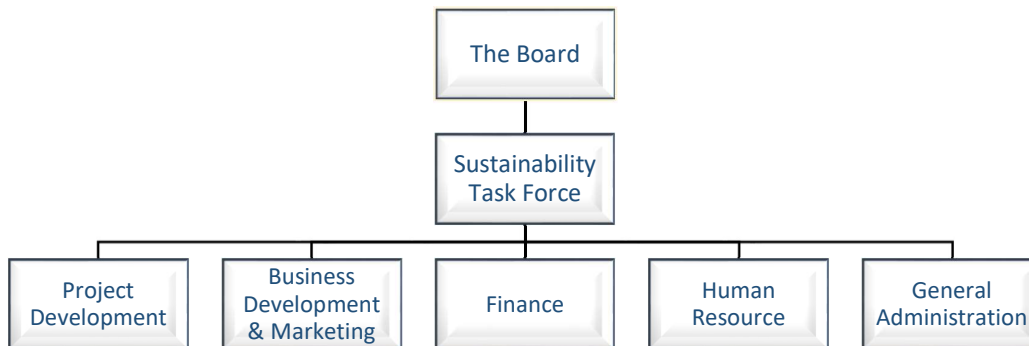 The Board
Sustainability
Task Force
Project
Development
Business
Development
& Marketing
Finance
Human
Resource
General
Administration